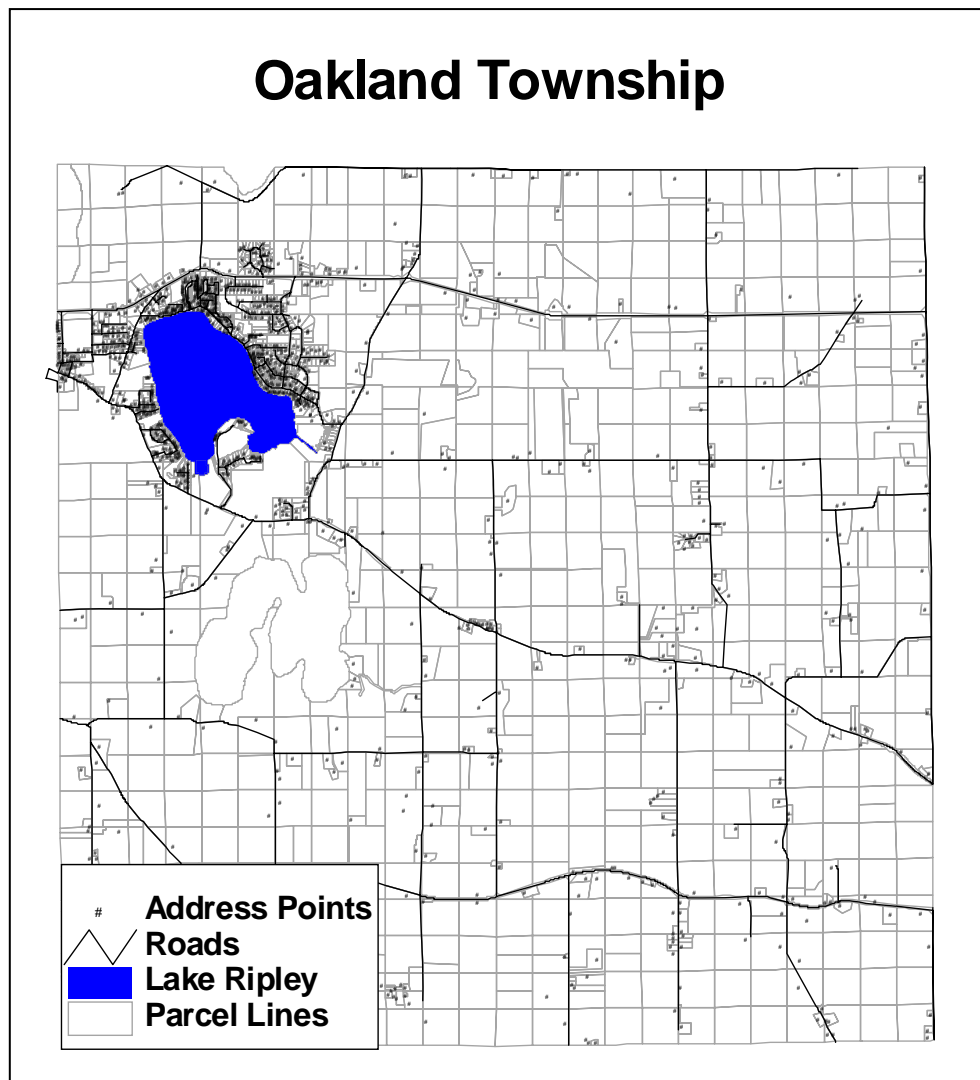 Oakland Township
# Address Points
Roads
Lake Ripley
Parcel Lines